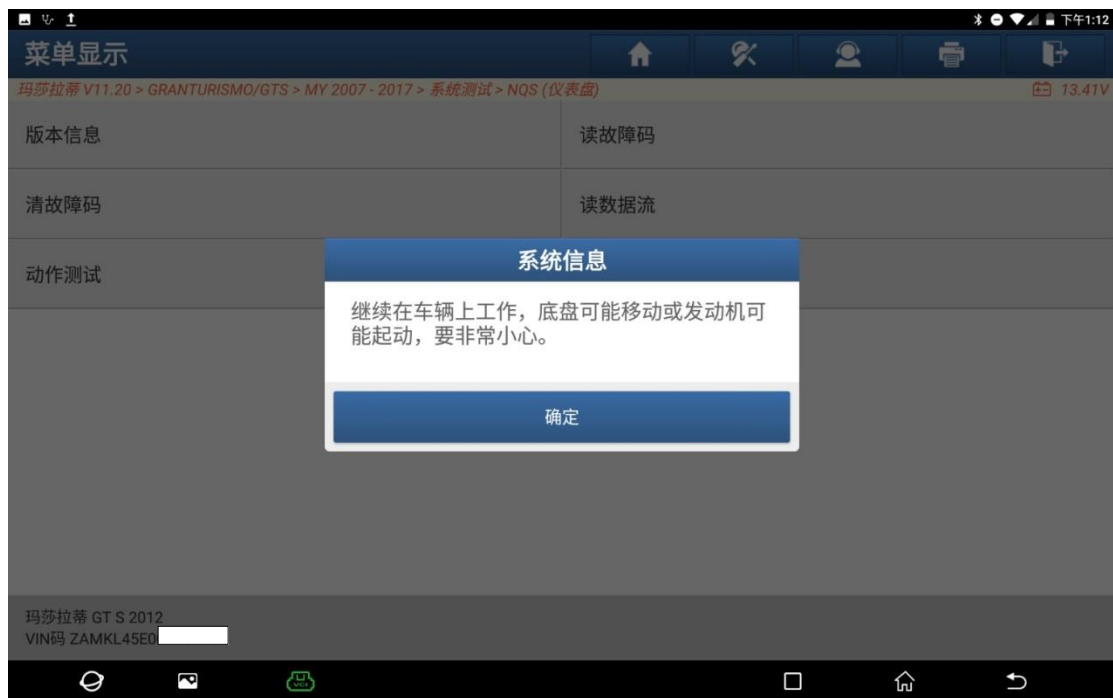 下午1:12
菜单显示
玛莎拉蒂 V11.20 > GRANTURISMO/GTS > MY 2007 - 2017 > 系统测试 > NQS (仪表盘)
13.41V
版本信息
读故障码
清故障码
读数据流
动作测试
系统信息
继续在车辆上工作，底盘可能移动或发动机可
能起动，要非常小心。
确定
玛莎拉蒂 GT S 2012
VIN码 ZAMKL45E0
VCI